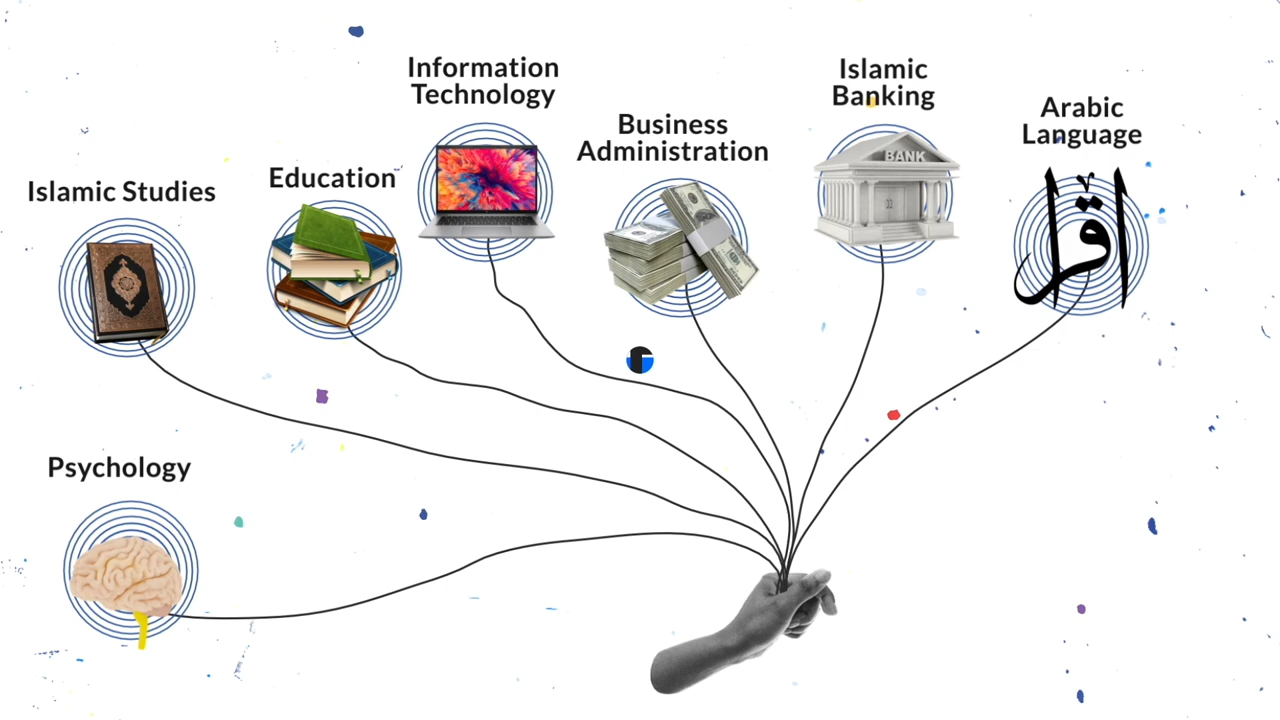 Information
Technology
Islamic
Banking
Arabic
Language
Business
Administration
Islamic Studies
Education
BANK
اقرأ
Psychology